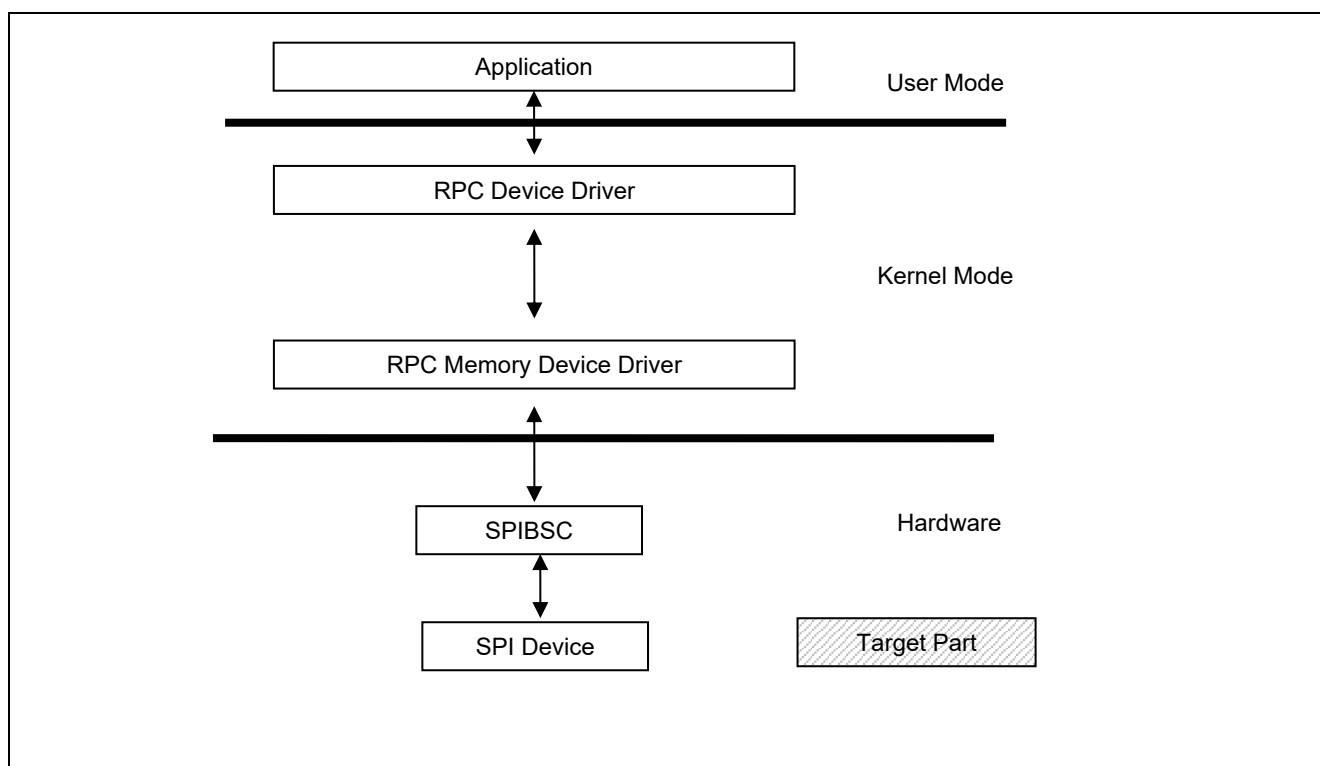 Application
User Mode
RPC Device Driver
Kernel Mode
RPC Memory Device Driver
SPIBSC
Hardware
SPI Device
Target Part